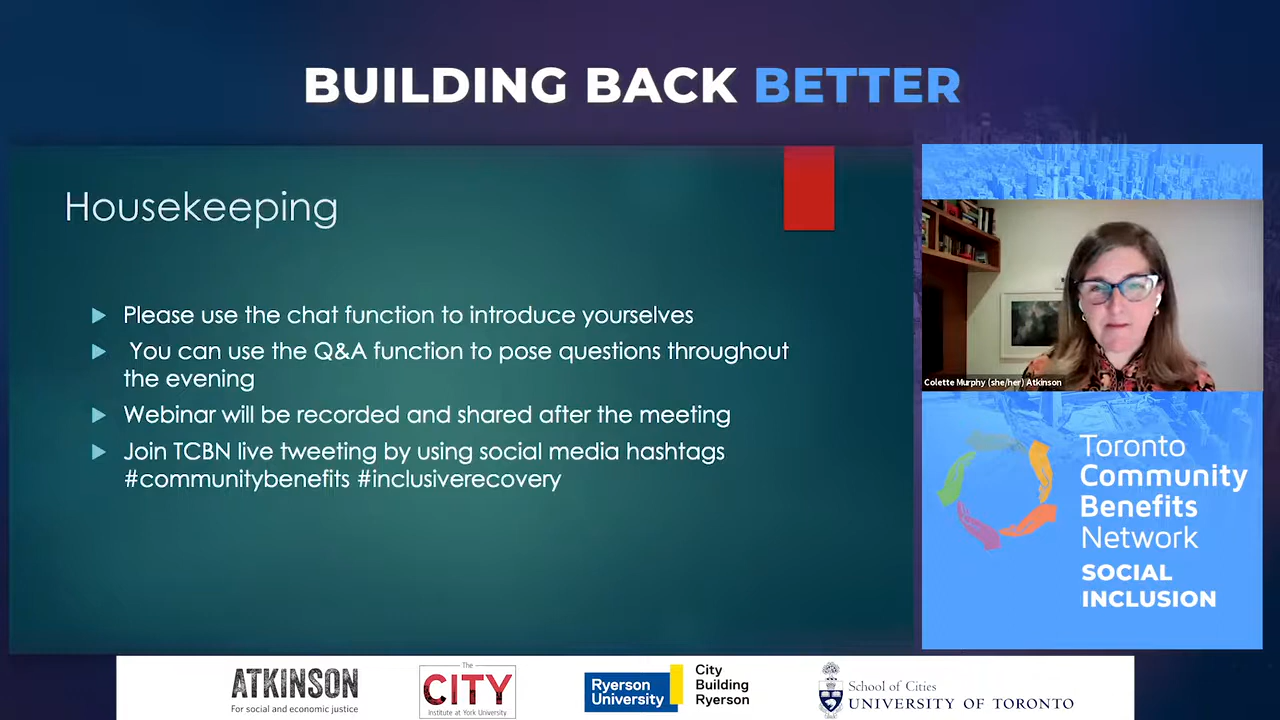 BUILDING BACK BETTER
Housekeeping
Please use the chat function to introduce yourselves
You can use the Q&A function to pose questions throughout
the evening
Webinar will be recorded and shared after the meeting
Join TCBN live tweeting by using social media hashtags
#communitybenefits #inclusiverecovery
Colette Murphy (she/her) Atkinson
Toronto
Community
Benefits
Network
SOCIAL
INCLUSION
ATKINSON
For social and economic justice
The
CITY
Institute at York University
Ryerson
University
City
Building
Ryerson
School of Cities
UNIVERSITY OF TORONTO